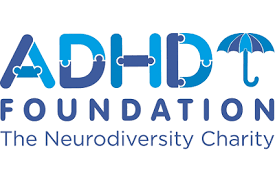 ADHD
FOUNDATION
The Neurodiversity Charity